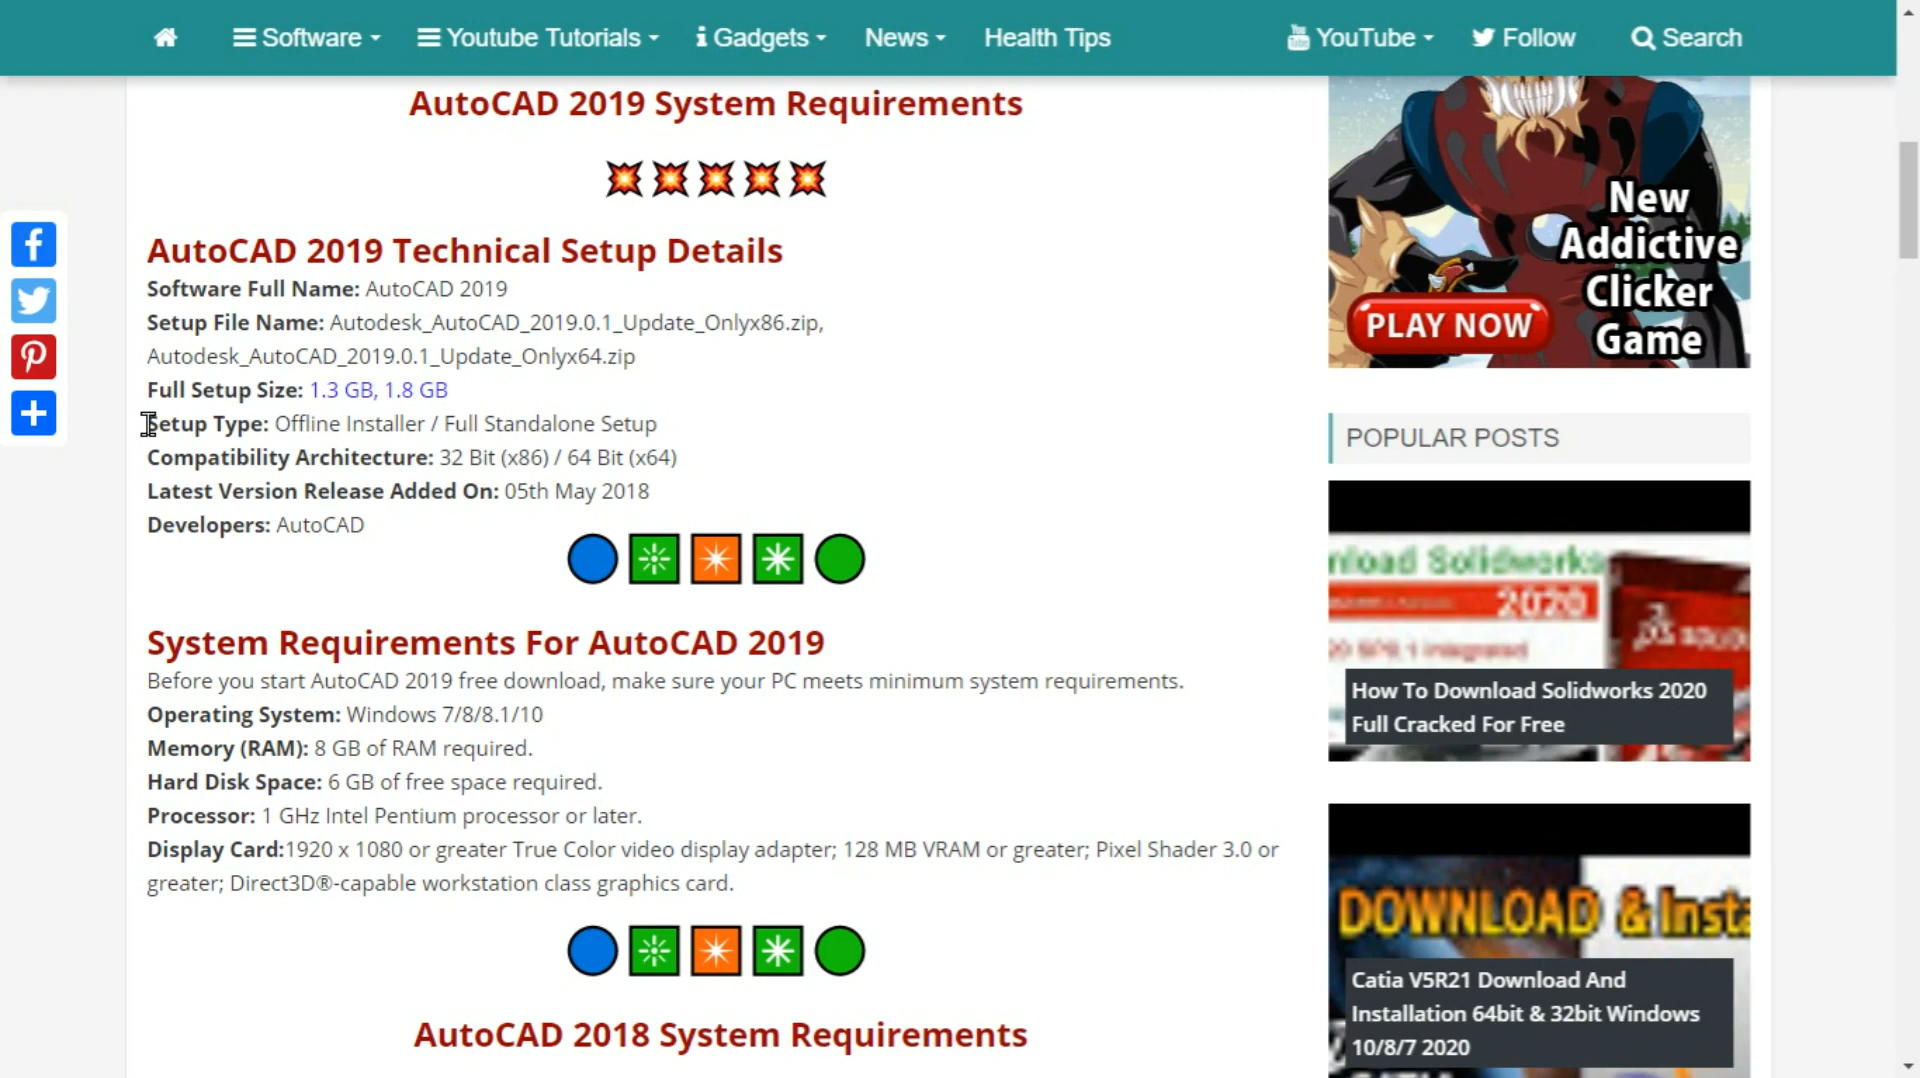 Software
Youtube Tutorials
Gadgets
News
Health Tips
YouTube
Follow
Search
AutoCAD 2019 System Requirements
AutoCAD 2019 Technical Setup Details
Software Full Name: AutoCAD 2019
Setup File Name: Autodesk_AutoCAD_2019.0.1_Update_Onlyx86.zip,
Autodesk_AutoCAD_2019.0.1_Update_Onlyx64.zip
Full Setup Size: 1.3 GB, 1.8 GB
Setup Type: Offline Installer / Full Standalone Setup
Compatibility Architecture: 32 Bit (x86) / 64 Bit (x64)
Latest Version Release Added On: 05th May 2018
Developers: AutoCAD
System Requirements For AutoCAD 2019
Before you start AutoCAD 2019 free download, make sure your PC meets minimum system requirements.
Operating System: Windows 7/8/8.1/10
Memory (RAM): 8 GB of RAM required.
Hard Disk Space: 6 GB of free space required.
Processor: 1 GHz Intel Pentium processor or later.
Display Card:1920 x 1080 or greater True Color video display adapter; 128 MB VRAM or greater; Pixel Shader 3.0 or
greater; Direct3D®-capable workstation class graphics card.
AutoCAD 2018 System Requirements
New
Addictive
Clicker
Game
PLAY NOW
POPULAR POSTS
nload Solidworks
2020
How To Download Solidworks 2020
Full Cracked For Free
DOWNLOAD & Insta
Catia V5R21 Download And
Installation 64bit & 32bit Windows
10/8/7 2020